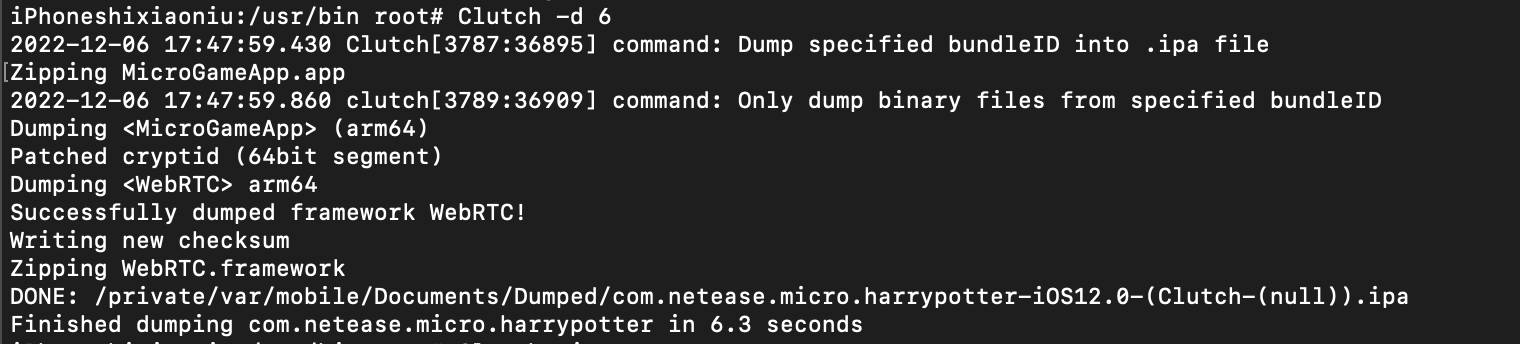 iPhoneshixiaoniu:/usr/bin root# Clutch -d 6
2022-12-06 17:47:59.430 Clutch[3787:36895] command: Dump specified bundleID into .ipa file
[Zipping MicroGameApp.app
2022-12-06 17:47:59.860 clutch[3789:36909] command: Only dump binary files from specified bundleID
Dumping <MicroGameApp> (arm64)
Patched cryptid (64bit segment)
Dumping <WebRTC> arm64
Successfully dumped framework WebRTC!
Writing new checksum
Zipping WebRTC.framework
DONE: /private/var/mobile/Documents/Dumped/com.netease.micro.harrypotter-iOS12.0-(Clutch-(null)).ipa
Finished dumping com.netease.micro.harrypotter in 6.3 seconds